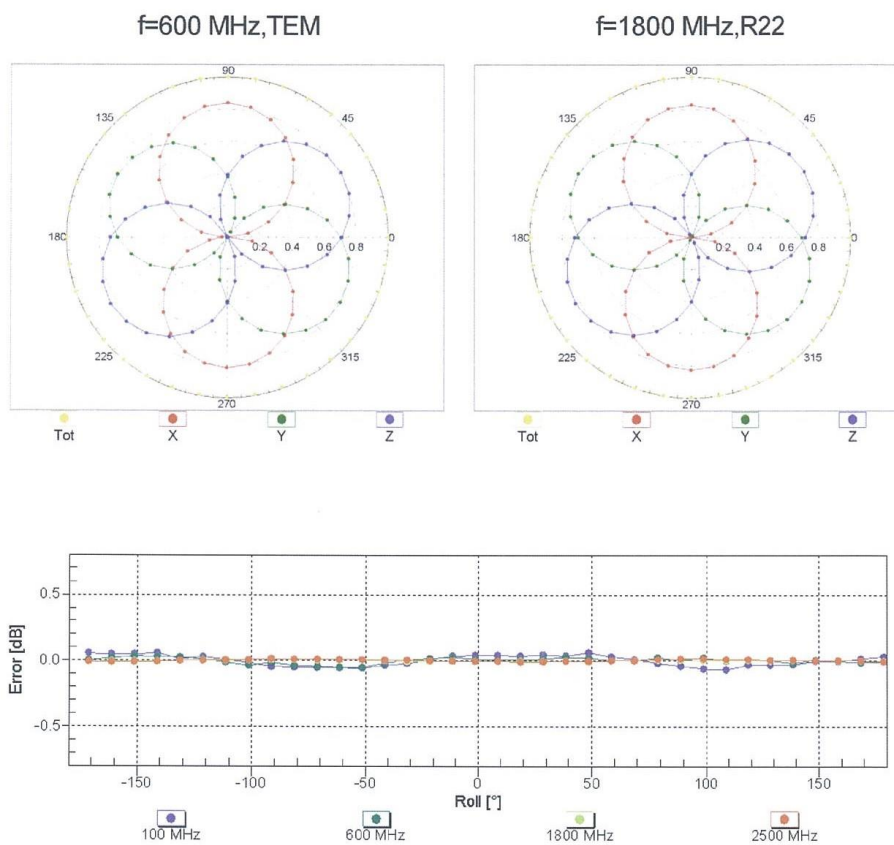 f=600 MHz,TEM
f=1800 MHz,R22
90
135
45
180
0.2
0.4
0.6
0.8
0
225
315
270
Tot
X
Y
Z
90
135
45
180
0.2
0.4
0.6
0.8
0
225
315
270
Tot
X
Y
Z
Error [dB]
0.5
0.0
-0.5
-150
-100
-50
0
50
100
150
Roll [°]
100 MHz
600 MHz
1800 MHz
2500 MHz